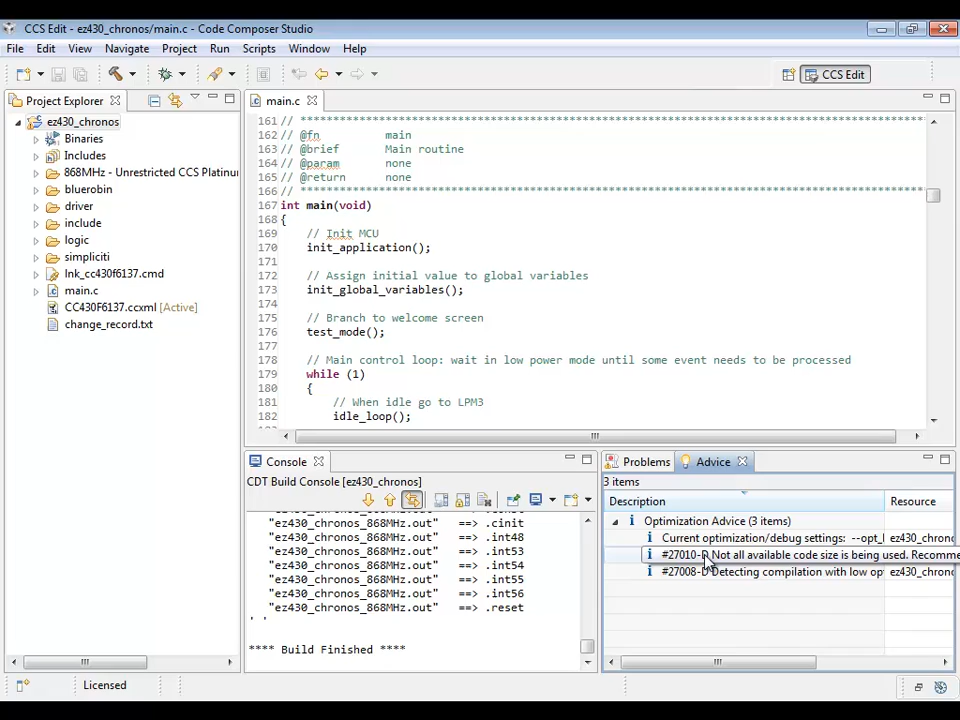 CCS Edit - ez430_chronos/main.c - Code Composer Studio
File Edit View Navigate Project Run Scripts Window Help
CCS Edit
Project Explorer
ez430_chronos
Binaries
Includes
868MHz - Unrestricted CCS Platinu
bluerobin
driver
include
logic
simpliciti
lnk_cc430f6137.cmd
main.c
CC430F6137.ccxml [Active]
change_record.txt
main.c
161 // ************************************************************************************************
162 // @fn          main
163 // @brief       Main routine
164 // @param       none
165 // @return      none
166 // ************************************************************************************************
167 int main(void)
168 {
169     // Init MCU
170     init_application();
171
172     // Assign initial value to global variables
173     init_global_variables();
174
175     // Branch to welcome screen
176     test_mode();
177
178     // Main control loop: wait in low power mode until some event needs to be processed
179     while (1)
180     {
181         // When idle go to LPM3
182         idle_loop();
Console
CDT Build Console [ez430_chronos]
"ez430_chronos_868MHz.out" ==> .cinit
"ez430_chronos_868MHz.out" ==> .int48
"ez430_chronos_868MHz.out" ==> .int53
"ez430_chronos_868MHz.out" ==> .int54
"ez430_chronos_868MHz.out" ==> .int55
"ez430_chronos_868MHz.out" ==> .int56
"ez430_chronos_868MHz.out" ==> .reset
' '
**** Build Finished ****
Problems Advice
3 items
Description Resource
Optimization Advice (3 items)
Current optimization/debug settings: --opt_l ez430_chrono
#27010-D Not all available code size is being used. Recomme
#27008-D Detecting compilation with low op ez430_chrono
Licensed